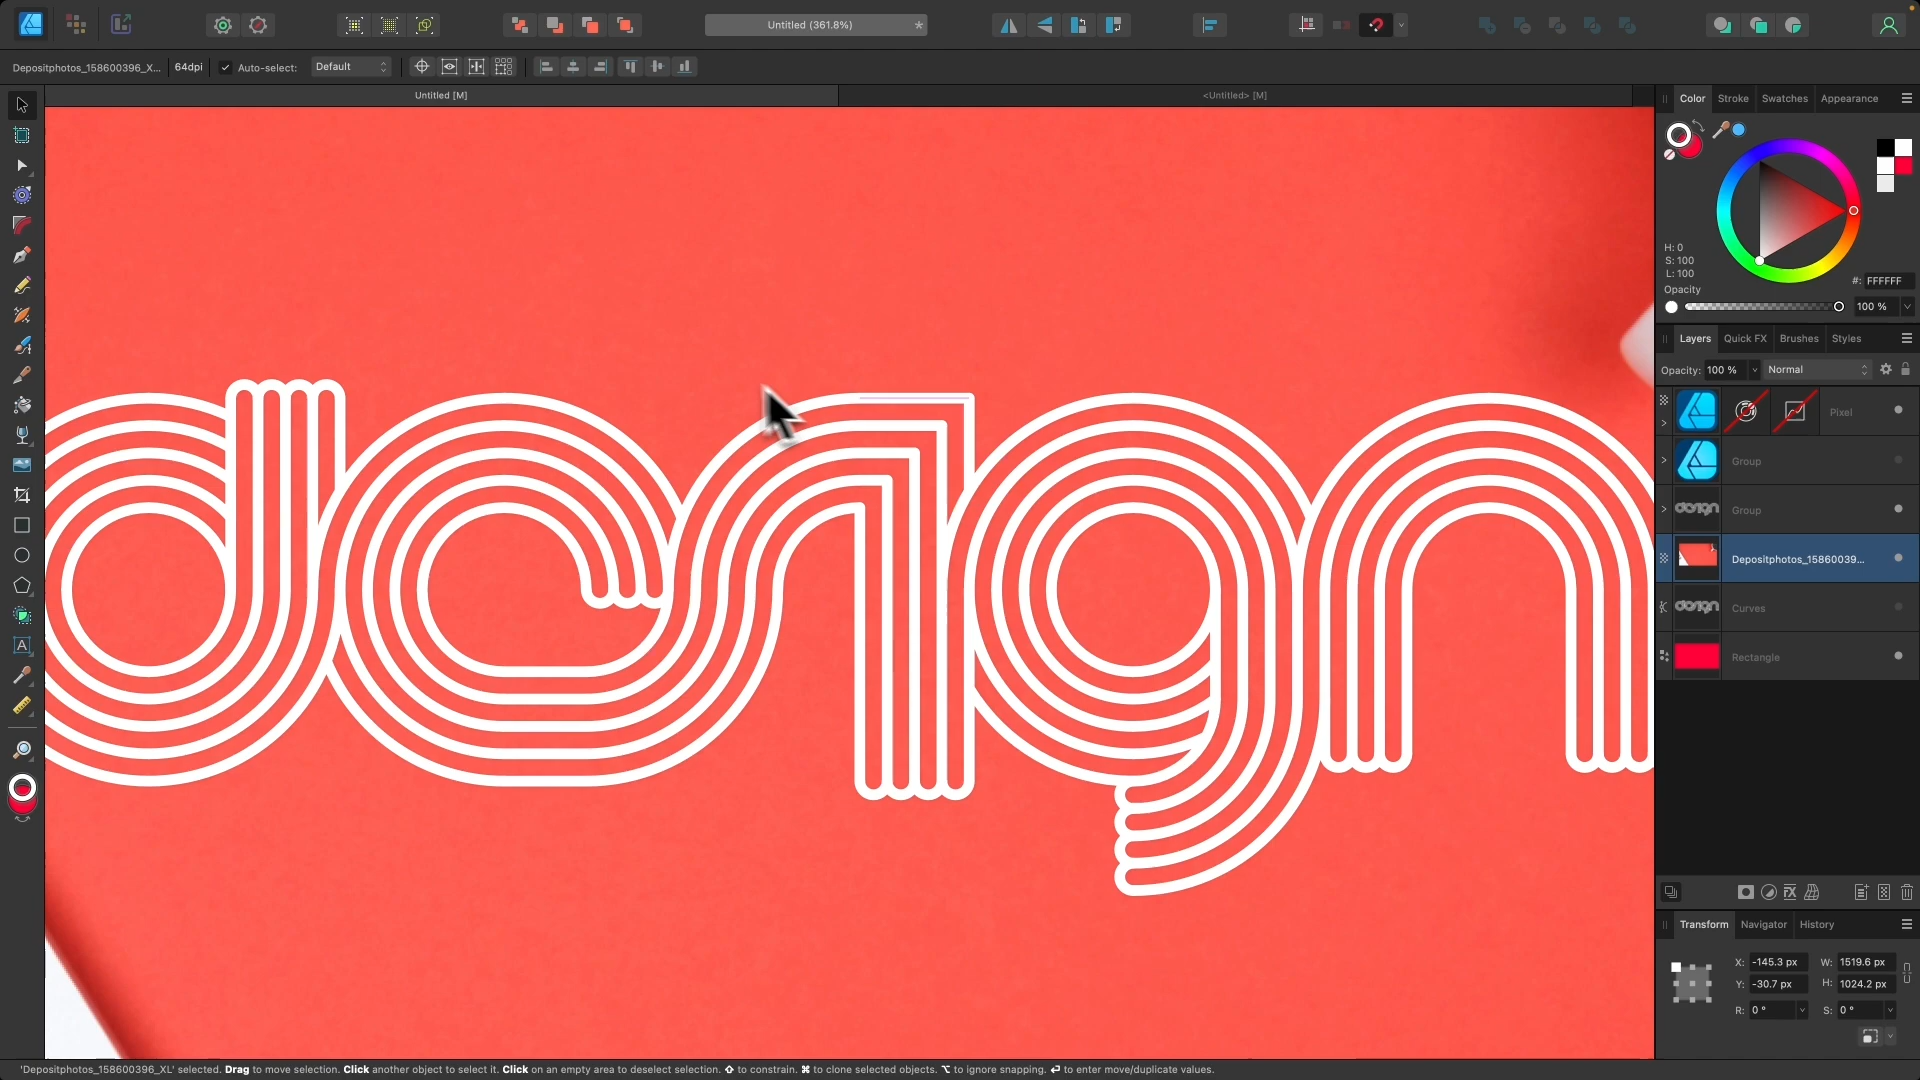 Untitled (361.8%)
*
Depositphotos_158600396_X...
64dpi
Auto-select:
Default
Untitled [M]
<Untitled> [M]
design
A
Color
Stroke
Swatches
Appearance
H: 0
S: 100
L: 100
#: FFFFFF
Opacity
100 %
Layers
Quick FX
Brushes
Styles
Opacity: 100 %
Normal
Pixel
Group
design
Group
Depositphotos_15860039...
design
Curves
Rectangle
Transform
Navigator
History
X: -145.3 px
W: 1519.6 px
Y: -30.7 px
H: 1024.2 px
R: 0 °
S: 0 °
'Depositphotos_158600396_XL' selected. Drag to move selection. Click another object to select it. Click on an empty area to deselect selection. ⇧ to constrain. ⌘ to clone selected objects. ⌥ to ignore snapping. ↩ to enter move/duplicate values.